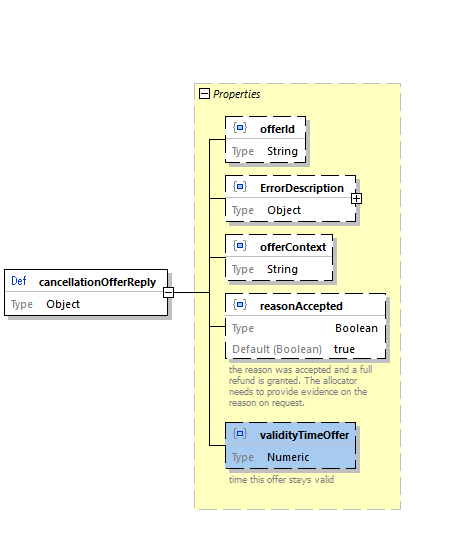 Properties
offerId
Type String
ErrorDescription
Type Object
offerContext
Type String
Def cancellationOfferReply
Type Object
reasonAccepted
Type Boolean
Default (Boolean) true
the reason was accepted and a full
refund is granted. The allocator
needs to provide evidence on the
reason on request.
validityTimeOffer
Type Numeric
time this offer stays valid